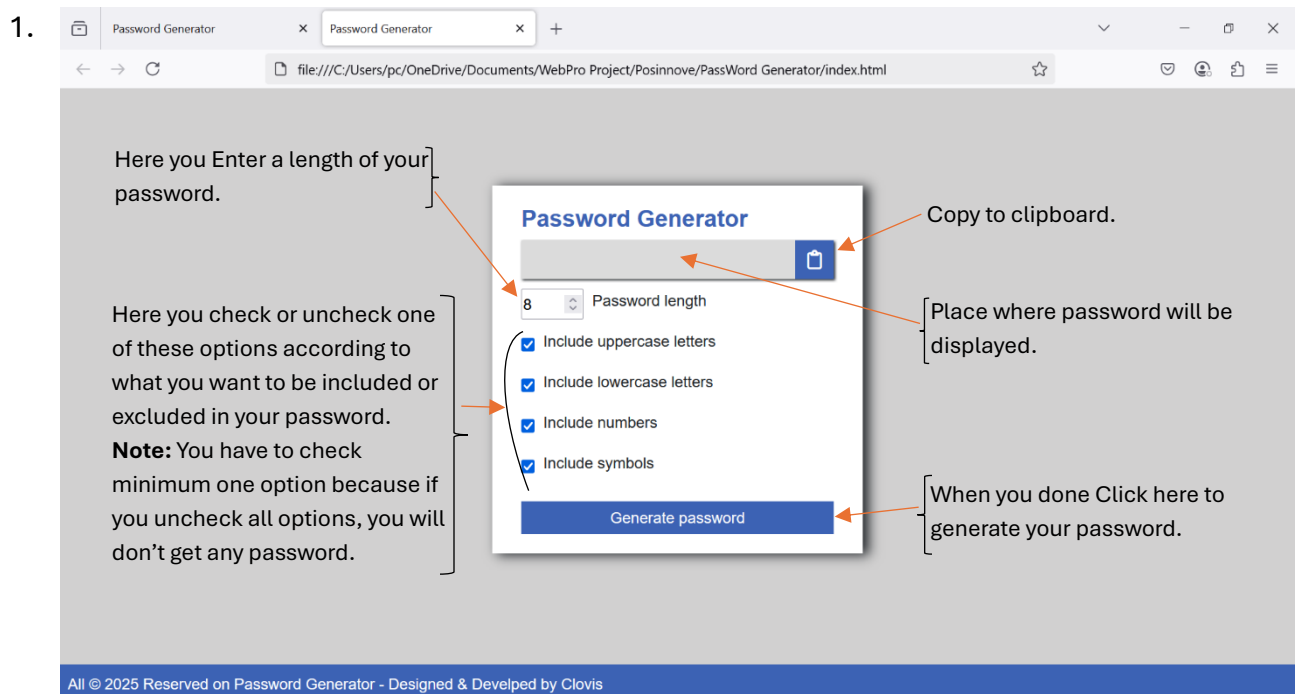 1.
Password Generator
Password Generator
file:///C:/Users/pc/OneDrive/Documents/WebPro Project/Posinnove/PassWord Generator/index.html
Here you Enter a length of your
password.
Password Generator
Copy to clipboard.
8 Password length
Place where password will be
displayed.
Here you check or uncheck one
of these options according to
what you want to be included or
excluded in your password.
Note: You have to check
minimum one option because if
you uncheck all options, you will
don’t get any password.
Include uppercase letters
Include lowercase letters
Include numbers
Include symbols
Generate password
When you done Click here to
generate your password.
All © 2025 Reserved on Password Generator - Designed & Develped by Clovis